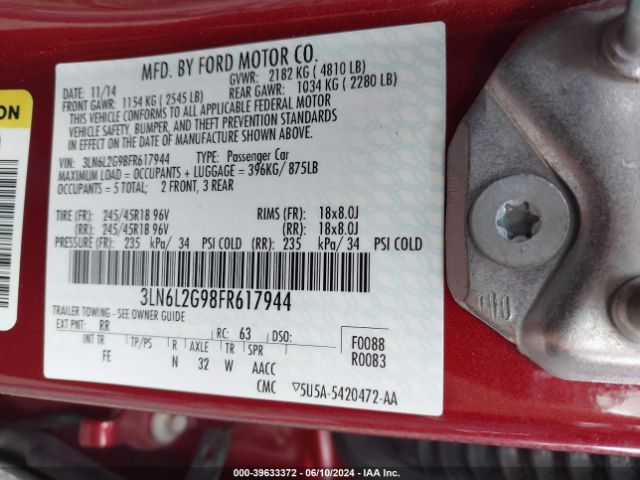 MFD. BY FORD MOTOR CO.
DATE: 11/14
GVWR: 2182 KG ( 4810 LB)
FRONT GAWR: 1154 KG ( 2545 LB)
REAR GAWR: 1034 KG ( 2280 LB)
THIS VEHICLE CONFORMS TO ALL APPLICABLE FEDERAL MOTOR
VEHICLE SAFETY, BUMPER, AND THEFT PREVENTION STANDARDS
IN EFFECT ON THE DATE OF MANUFACTURE SHOWN ABOVE.
VIN: 3LN6L2G98FR617944 TYPE: Passenger Car
MAXIMUM LOAD = OCCUPANTS + LUGGAGE = 396KG/ 875LB
OCCUPANTS = 5 TOTAL; 2 FRONT, 3 REAR
TIRE (FR): 245/45R18 96V RIMS (FR): 18x8.0J
(RR): 245/45R18 96V (RR): 18x8.0J
PRESSURE (FR): 235 kPa/ 34 PSI COLD (RR): 235 kPa/ 34 PSI COLD
3LN6L2G98FR617944
TRAILER TOWING - SEE OWNER GUIDE
EXT PNT: RR RC: 63 DSO: F0088
INT TR TP/PS R AXLE TR SPR R0083
FE N 32 W AACC
CMC 5U5A-5420472-AA
ON
000-39633372 / 06/10/2024 / IAA Inc.